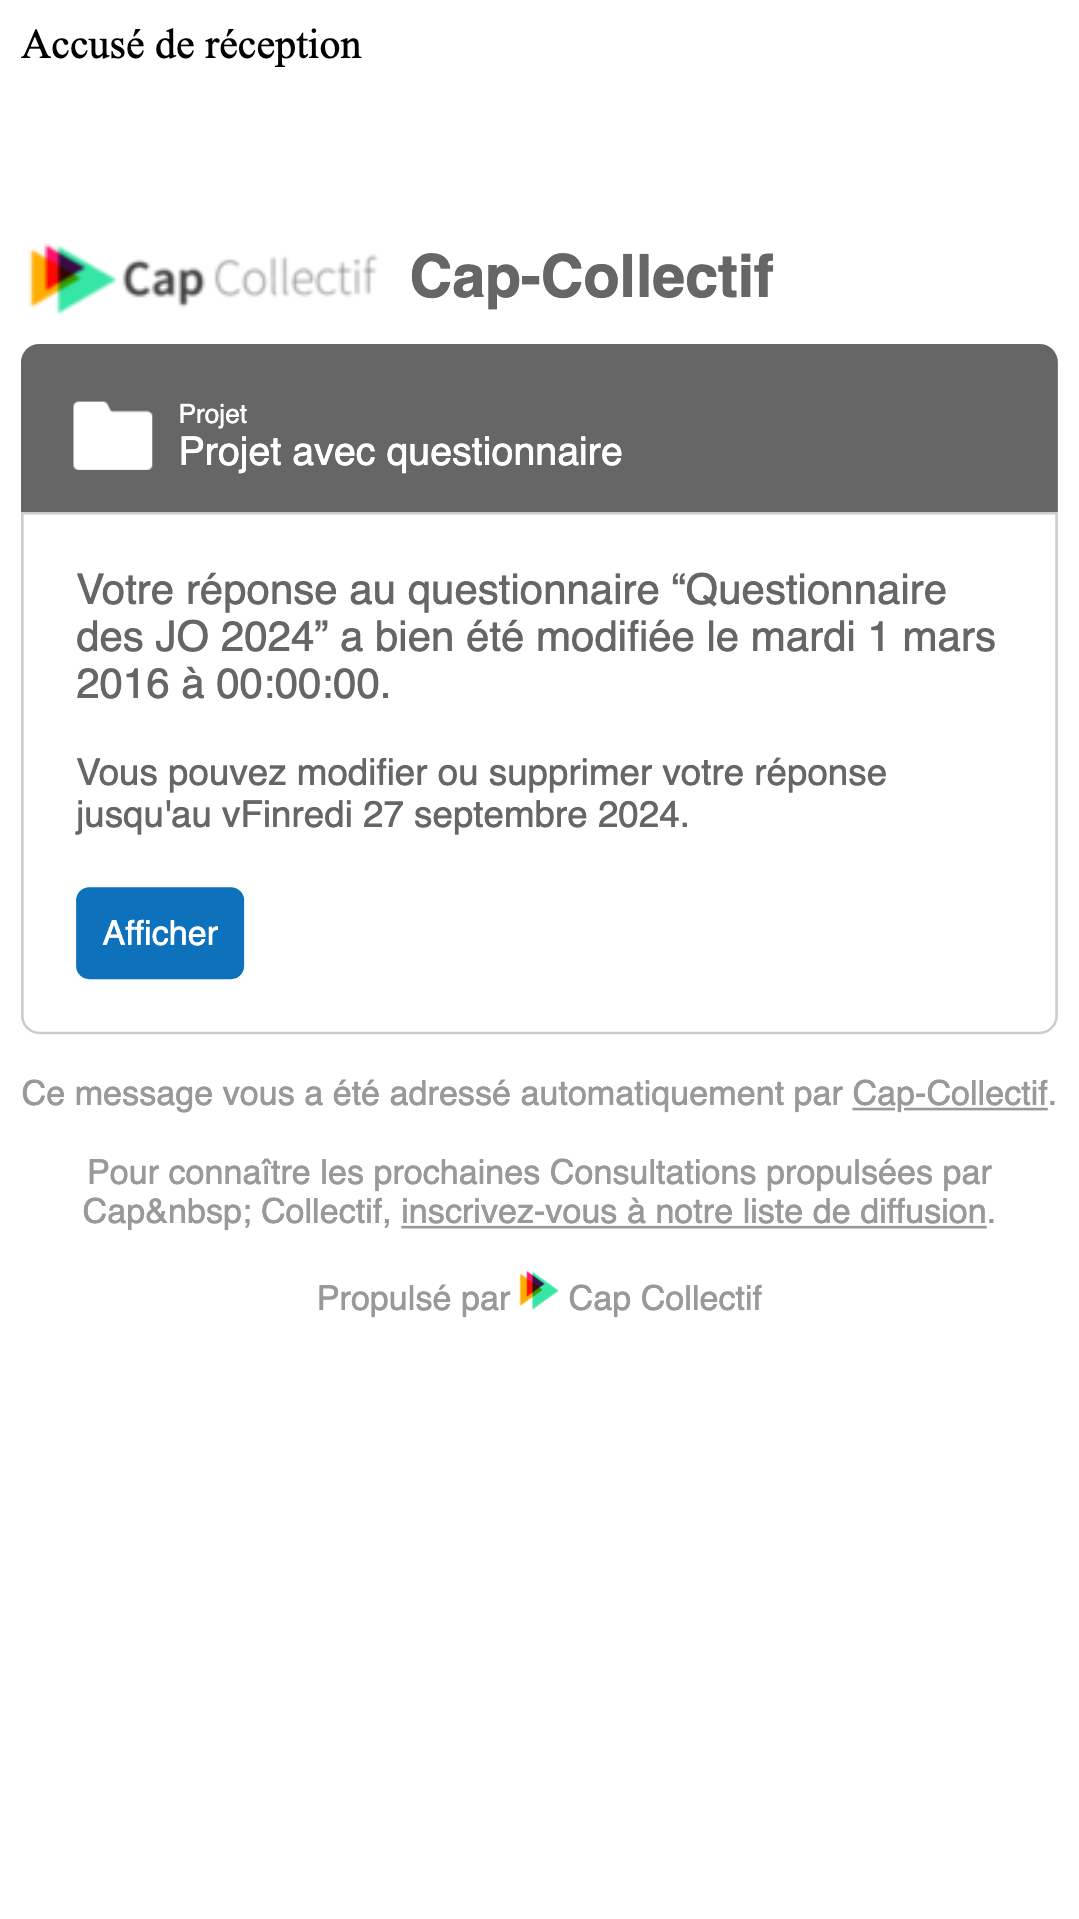 Accusé de réception
Cap Collectif Cap-Collectif
Projet
Projet avec questionnaire
Votre réponse au questionnaire “Questionnaire
des JO 2024” a bien été modifiée le mardi 1 mars
2016 à 00:00:00.
Vous pouvez modifier ou supprimer votre réponse
jusqu'au vFinredi 27 septembre 2024.
Afficher
Ce message vous a été adressé automatiquement par Cap-Collectif.
Pour connaître les prochaines Consultations propulsées par
Cap&nbsp; Collectif, inscrivez-vous à notre liste de diffusion.
Propulsé par Cap Collectif